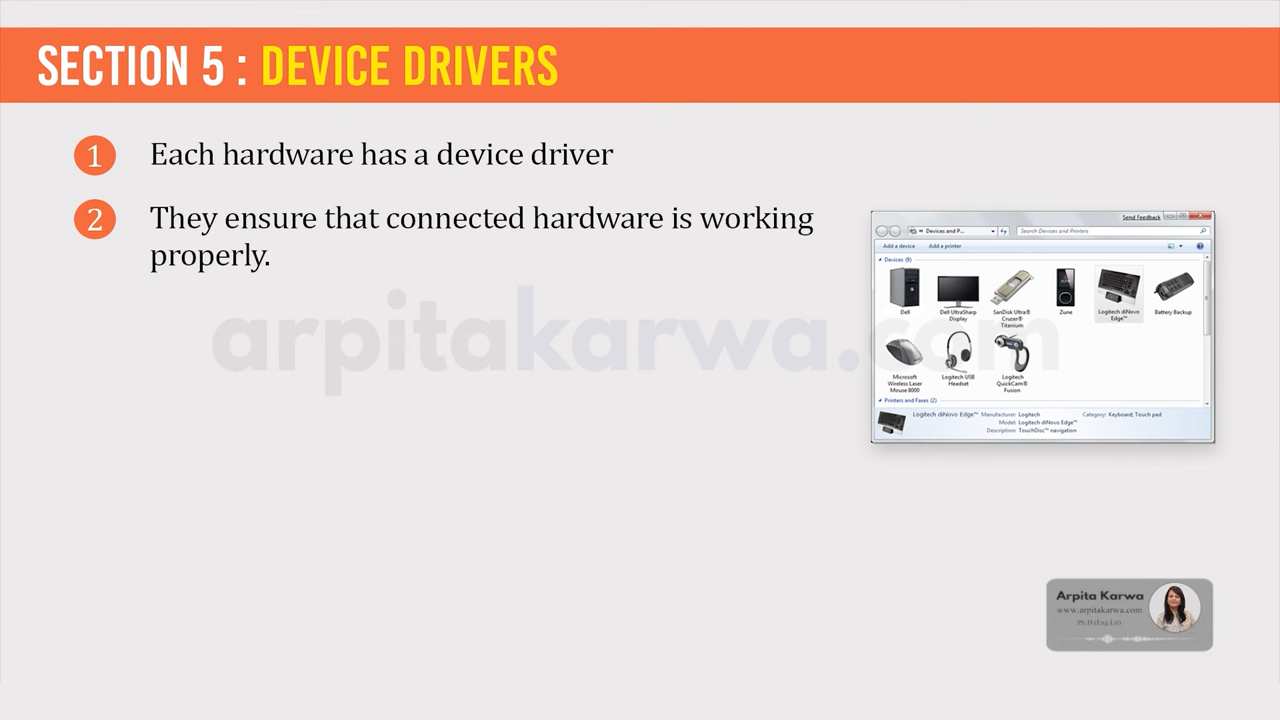 SECTION 5 : DEVICE DRIVERS
1 Each hardware has a device driver
2 They ensure that connected hardware is working
properly.
arpitakarwa.com
Send Feedback
Devices and P...
Search Devices and Printers
Add a device Add a printer
Devices (9)
Dell
Dell UltraSharp
Display
SanDisk Ultra®
Cruzer®
Titanium
Zune
Logitech diNovo
Edge™
Battery Backup
Microsoft
Wireless Laser
Mouse 8000
Logitech USB
Headset
Logitech
QuickCam®
Fusion
Printers and Faxes (2)
Logitech diNovo Edge™ Manufacturer: Logitech Category: Keyboard; Touch pad
Model: Logitech diNovo Edge™
Description: TouchDisc™ navigation
Arpita Karwa
www.arpitakarwa.com
Ph.D (Eng Lit)